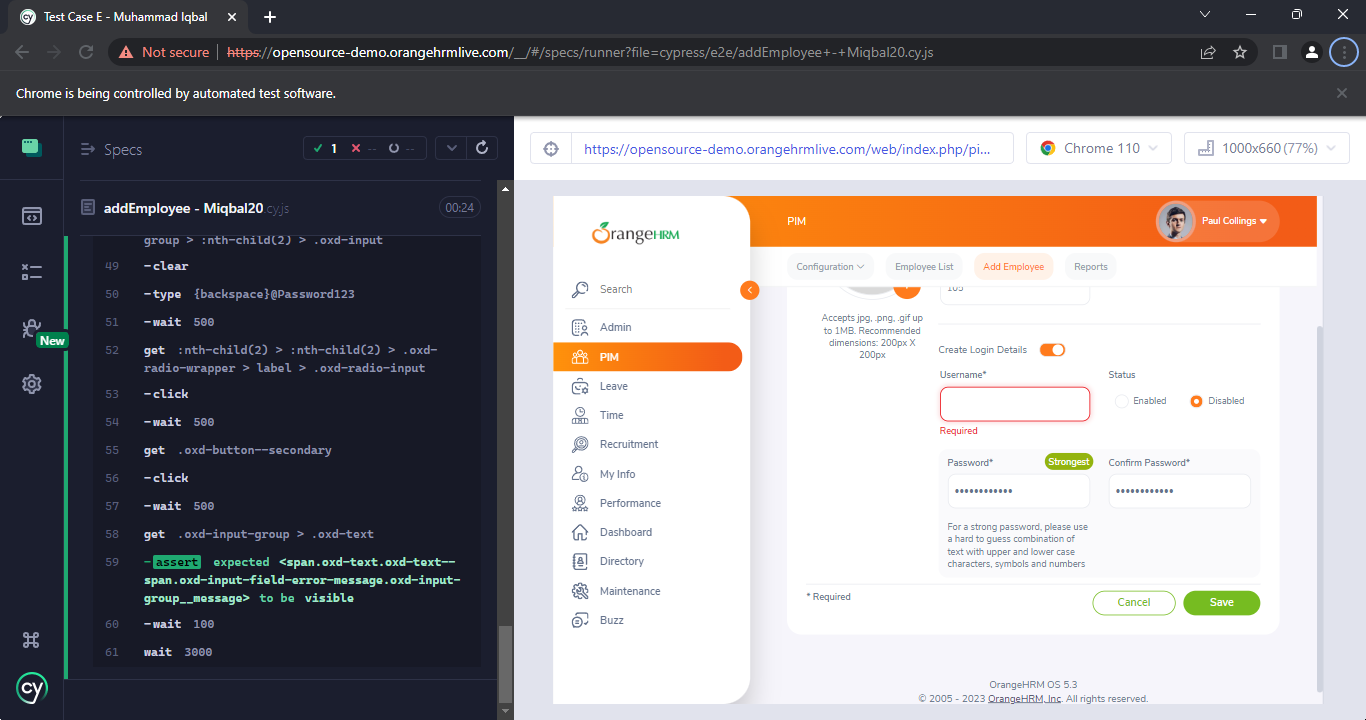 Test Case E - Muhammad Iqbal
Not secure https://opensource-demo.orangehrmlive.com/__/#/specs/runner?file=cypress/e2e/addEmployee+-+Miqbal20.cy.js
Chrome is being controlled by automated test software.
Specs
1 -- --
addEmployee - Miqbal20.cy.js 00:24
group > :nth-child(2) > .oxd-input
49 -clear
50 -type {backspace}@Password123
51 -wait 500
52 get :nth-child(2) > :nth-child(2) > .oxd-
radio-wrapper > label > .oxd-radio-input
53 -click
54 -wait 500
55 get .oxd-button--secondary
56 -click
57 -wait 500
58 get .oxd-input-group > .oxd-text
59 -assert expected <span.oxd-text.oxd-text--
span.oxd-input-field-error-message.oxd-input-
group__message> to be visible
60 -wait 100
61 wait 3000
New
cy
https://opensource-demo.orangehrmlive.com/web/index.php/pi...
Chrome 110
1000x660 (77%)
OrangeHRM
Search
Admin
PIM
Leave
Time
Recruitment
My Info
Performance
Dashboard
Directory
Maintenance
Buzz
PIM
Paul Collings
Configuration
Employee List
Add Employee
Reports
Accepts jpg, .png, .gif up
to 1MB. Recommended
dimensions: 200px X
200px
Create Login Details
Username*
Required
Status
Enabled
Disabled
Password*
Strongest
Confirm Password*
For a strong password, please use
a hard to guess combination of
text with upper and lower case
characters, symbols and numbers
* Required
Cancel
Save
OrangeHRM OS 5.3
© 2005 - 2023 OrangeHRM, Inc. All rights reserved.